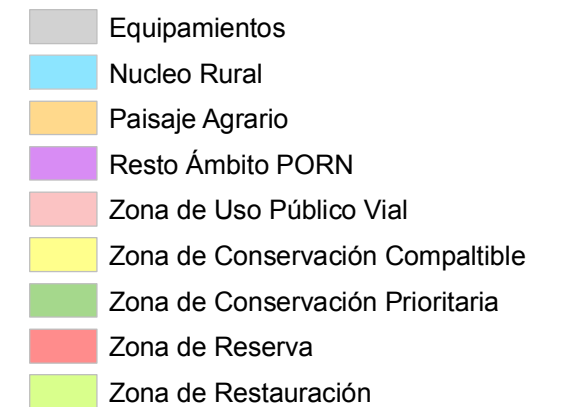 Equipamientos
Nucleo Rural
Paisaje Agrario
Resto Ámbito PORN
Zona de Uso Público Vial
Zona de Conservación Compaltible
Zona de Conservación Prioritaria
Zona de Reserva
Zona de Restauración